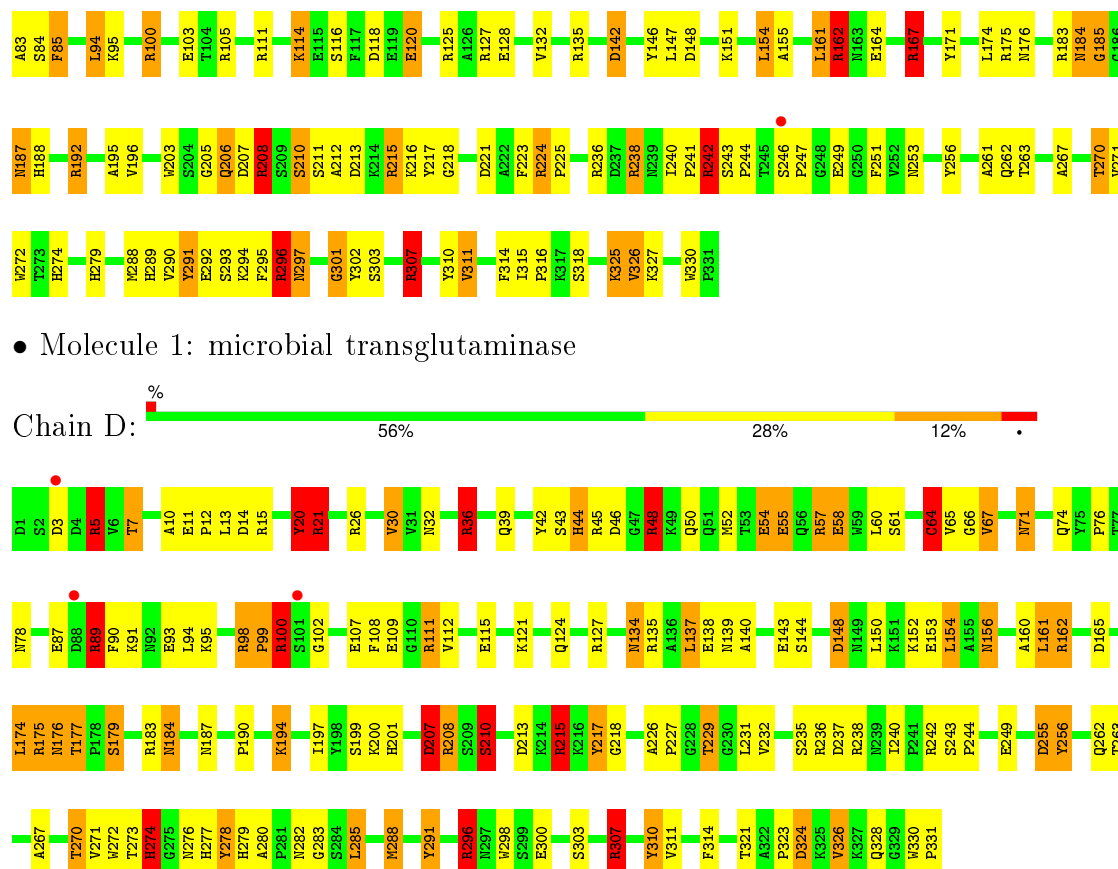 A83 S84 F85 L94 K95 R100 E103 T104 R105 R111 K114 E115 S116 F117 D118 E119 E120 R125 A126 R127 E128 V132 R135 D142 Y146 L147 D148 K151 L154 A155 L161 R162 N163 E164 R167 Y171 L174 R175 N176 R183 N184 G185 G186
N187 H188 R192 A195 V196 W203 S204 G205 Q206 D207 R208 S209 S210 S211 A212 D213 K214 R215 K216 Y217 G218 D221 A222 F223 R224 P225 R236 D237 R238 N239 I240 P241 R242 S243 P244 T245 S246 P247 G248 E249 G250 F251 V252 N253 Y256 A261 Q262 T263 A267 T270 V271
W272 T273 H274 H279 M288 H289 V290 Y291 E292 S293 K294 F295 R296 N297 G301 Y302 S303 R307 Y310 V311 F314 I315 P316 K317 S318 K325 V326 K327 W330 P331
• Molecule 1: microbial transglutaminase
%
Chain D:
56% 28% 12% •
D1 S2 D3 D4 R5 V6 T7 A10 E11 P12 L13 D14 R15 Y20 R21 R26 V30 V31 N32 R36 Q39 Y42 S43 H44 R45 D46 G47 R48 K49 Q50 Q51 M52 T53 E54 E55 Q56 R57 E58 W59 L60 S61 C64 V65 G66 V67 N71 Q74 Y75 P76 T77
N78 E87 D88 R89 F90 K91 N92 E93 L94 K95 R98 P99 R100 S101 G102 E107 F108 E109 G110 R111 V112 E115 K121 Q124 R127 N134 R135 A136 L137 E138 N139 A140 E143 S144 D148 N149 L150 K151 K152 E153 L154 A155 N156 A160 L161 R162 D165
L174 R175 N176 T177 P178 S179 R183 N184 N187 P190 K194 I197 Y198 S199 K200 H201 D207 R208 S209 S210 D213 K214 R215 K216 Y217 G218 A226 P227 G228 T229 G230 L231 V232 S235 R236 D237 R238 N239 I240 P241 R242 S243 P244 E249 D255 Y256 Q262 T263
A267 T270 V271 W272 T273 H274 G275 N276 H277 Y278 H279 A280 P281 N282 G283 S284 L285 M288 Y291 R296 N297 W298 S299 E300 S303 R307 Y310 V311 F314 T321 A322 P323 D324 K325 V326 K327 Q328 G329 W330 P331